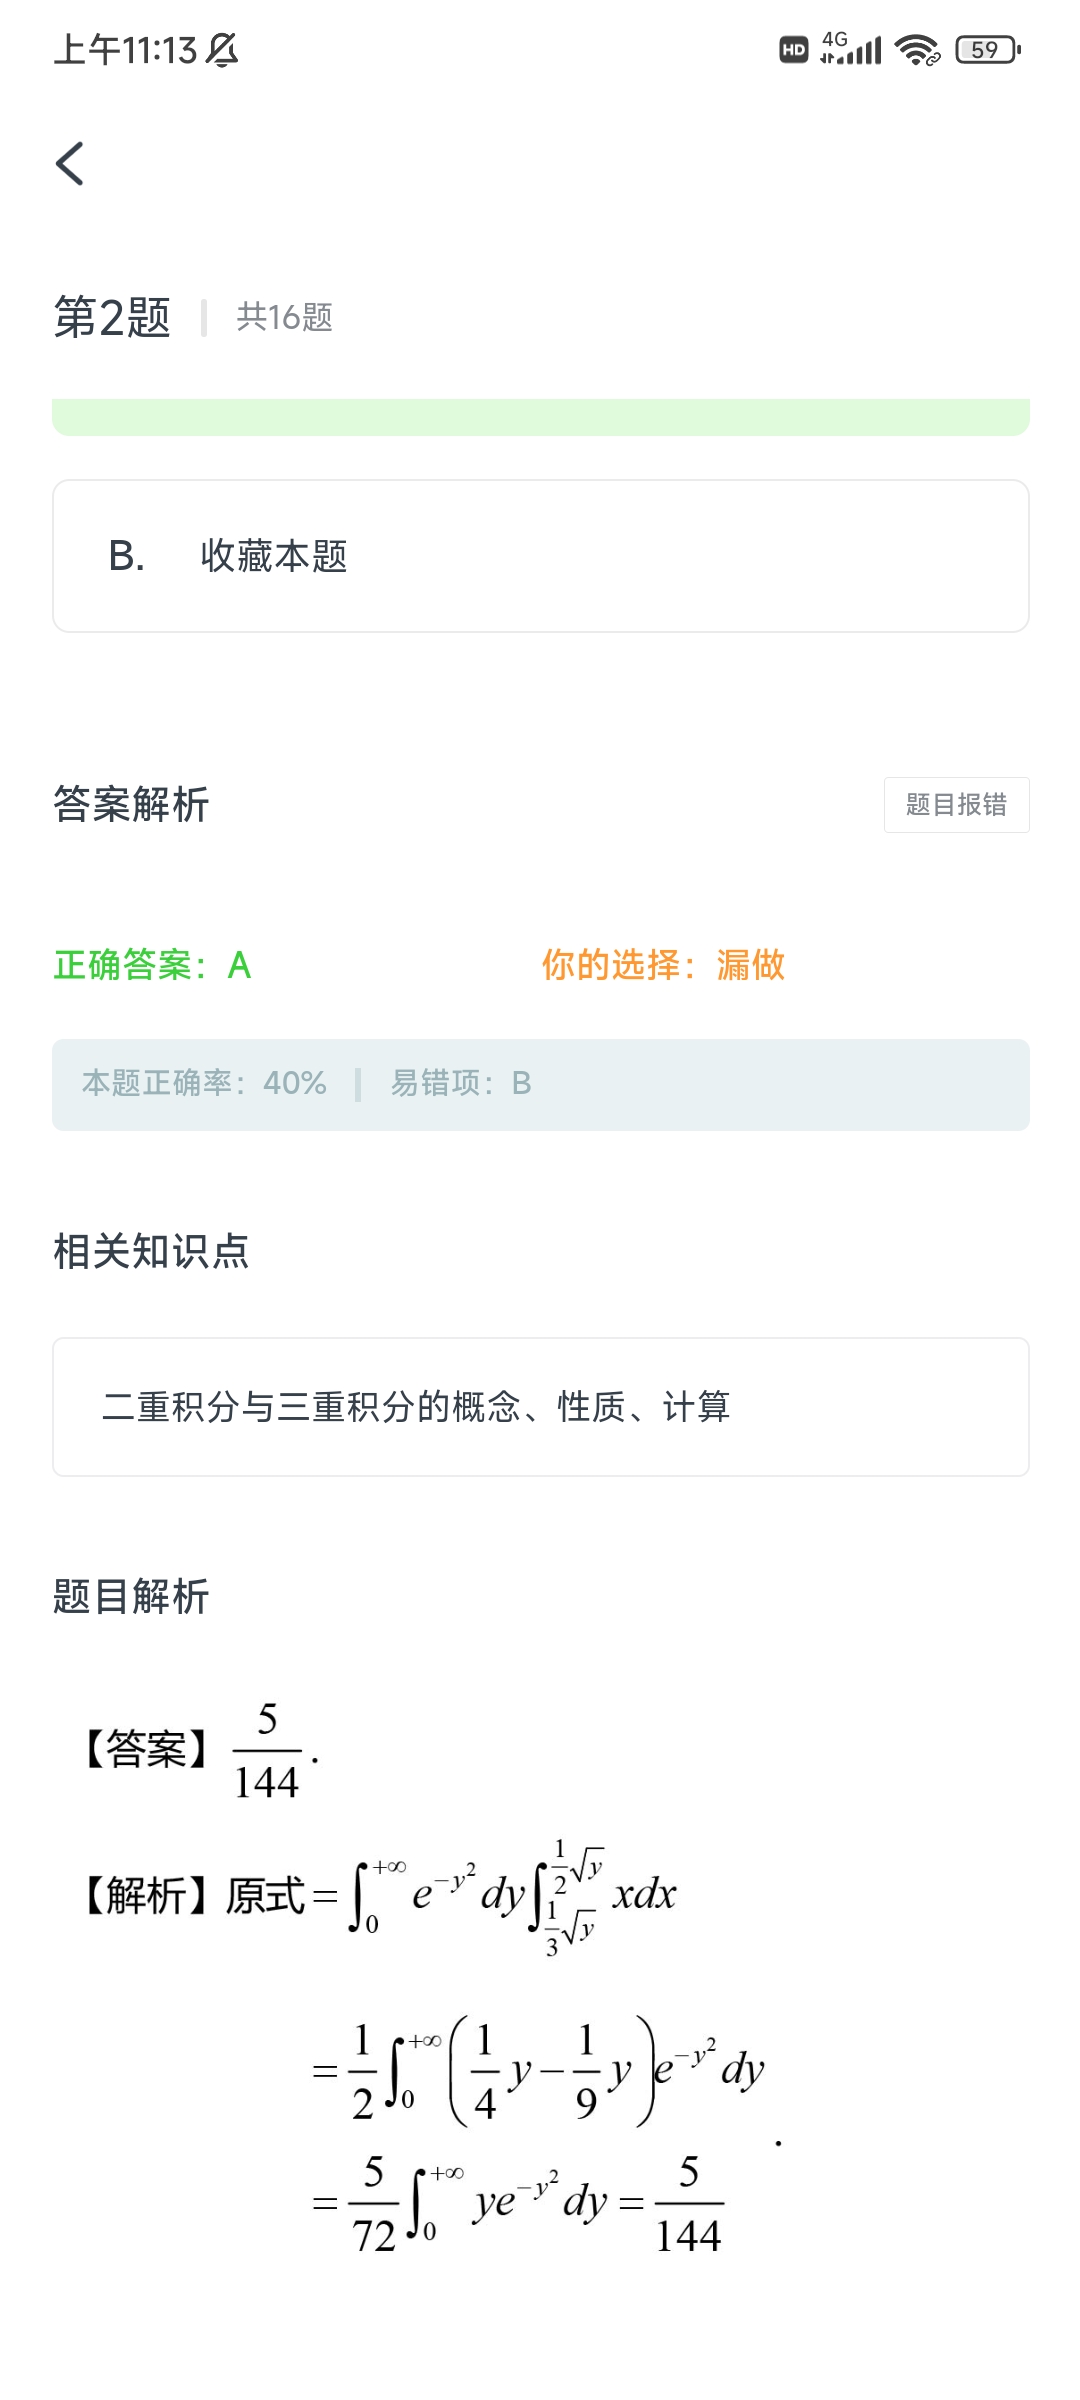 上午11:13 HD 4G 59
第2题 共16题
B. 收藏本题
答案解析 题目报错
正确答案：A 你的选择：漏做
本题正确率：40% 易错项：B
相关知识点
二重积分与三重积分的概念、性质、计算
题目解析
【答案】$\frac{5}{144}$.
【解析】原式$=\int_0^{+\infty} e^{-y^2}dy\int_{\frac{1}{3}\sqrt{y}}^{\frac{1}{2}\sqrt{y}} xdx$
$=\frac{1}{2}\int_0^{+\infty}\left(\frac{1}{4}y-\frac{1}{9}y\right)e^{-y^2}dy$
$=\frac{5}{72}\int_0^{+\infty} ye^{-y^2}dy=\frac{5}{144}$.